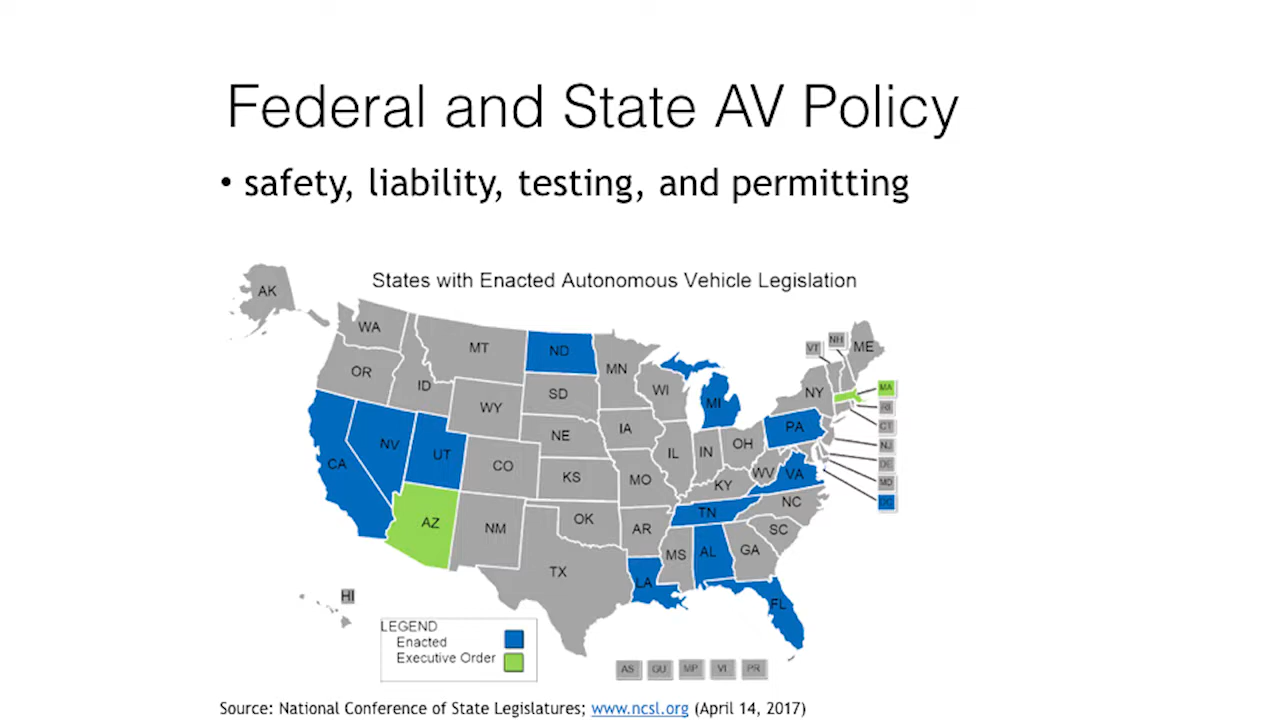 Federal and State AV Policy
• safety, liability, testing, and permitting
States with Enacted Autonomous Vehicle Legislation
AK
WA
MT
ND
MN
VT
NH
ME
OR
ID
SD
WI
MI
NY
MA
WY
RI
CT
NV
UT
CO
NE
IA
IL
IN
OH
PA
NJ
CA
KS
MO
KY
WV
VA
DE
MD
DC
AZ
NM
OK
AR
TN
NC
SC
TX
LA
MS
AL
GA
FL
HI
LEGEND
Enacted
Executive Order
AS GU MP VI PR
Source: National Conference of State Legislatures; www.ncsl.org (April 14, 2017)